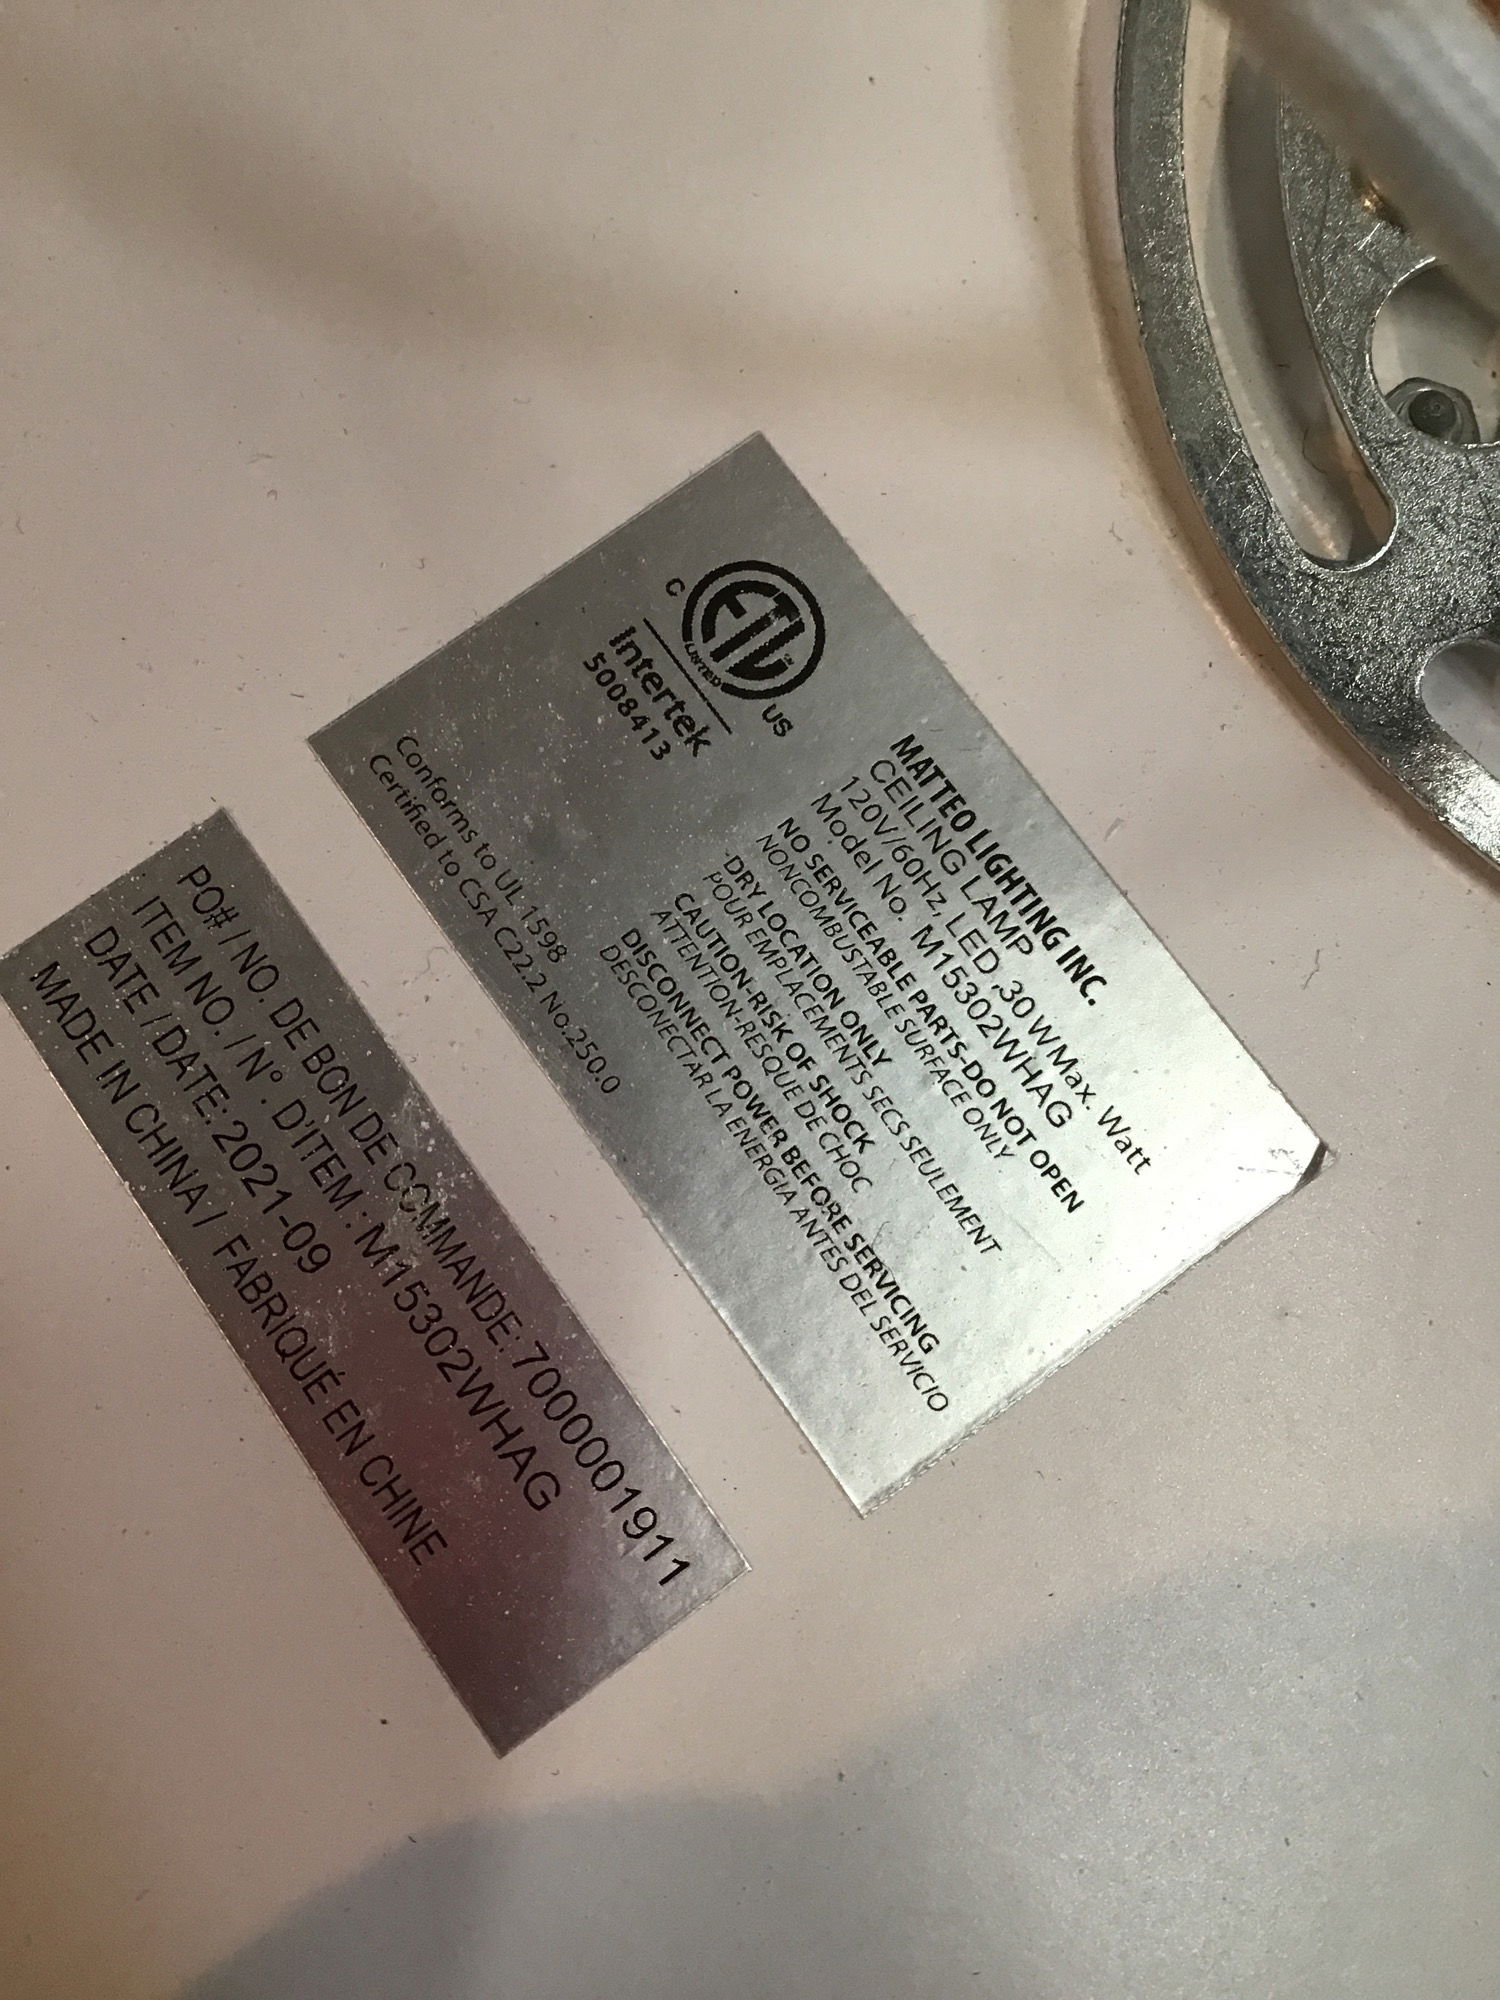 C ETL LISTED US
Intertek
5008413
Conforms to UL 1598
Certified to CSA C22.2 No.250.0
MATTEO LIGHTING INC.
CEILING LAMP
120V/60Hz, LED ,30WMax. Watt
Model No. M15302WHAG
NO SERVICEABLE PARTS-DO NOT OPEN
NONCOMBUSTABLE SURFACE ONLY
·DRY LOCATION ONLY
POUR EMPLACEMENTS SECS SEULEMENT
CAUTION-RISK OF SHOCK
ATTENTION-RESQUE DE CHOC
DISCONNECT POWER BEFORE SERVICING
DESCONECTAR LA ENERGIA ANTES DEL SERVICIO
PO# / NO. DE BON DE COMMANDE: 7000001911
ITEM NO. / N° . D'ITEM : M15302WHAG
DATE / DATE: 2021-09
MADE IN CHINA / FABRIQUÉ EN CHINE